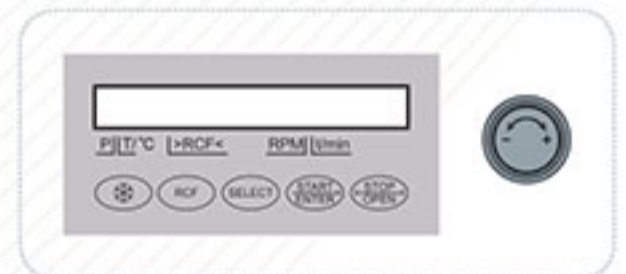 P T/°C >RCF< RPM t/min
RCF SELECT START ENTER STOP OPEN
- +